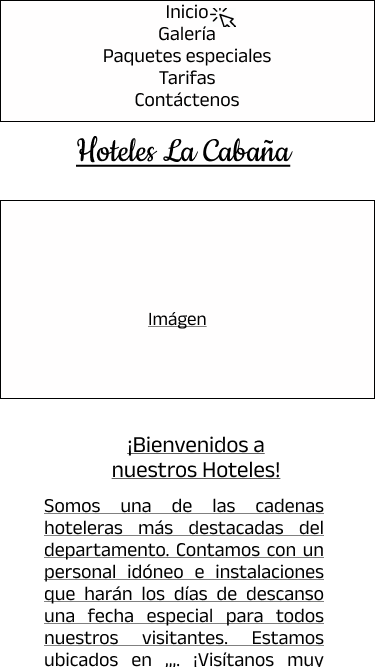 Inicio
Galería
Paquetes especiales
Tarifas
Contáctenos
Hoteles La Cabaña
Imágen
¡Bienvenidos a
nuestros Hoteles!
Somos una de las cadenas
hoteleras más destacadas del
departamento. Contamos con un
personal idóneo e instalaciones
que harán los días de descanso
una fecha especial para todos
nuestros visitantes. Estamos
ubicados en ,,,. ¡Visítanos muy